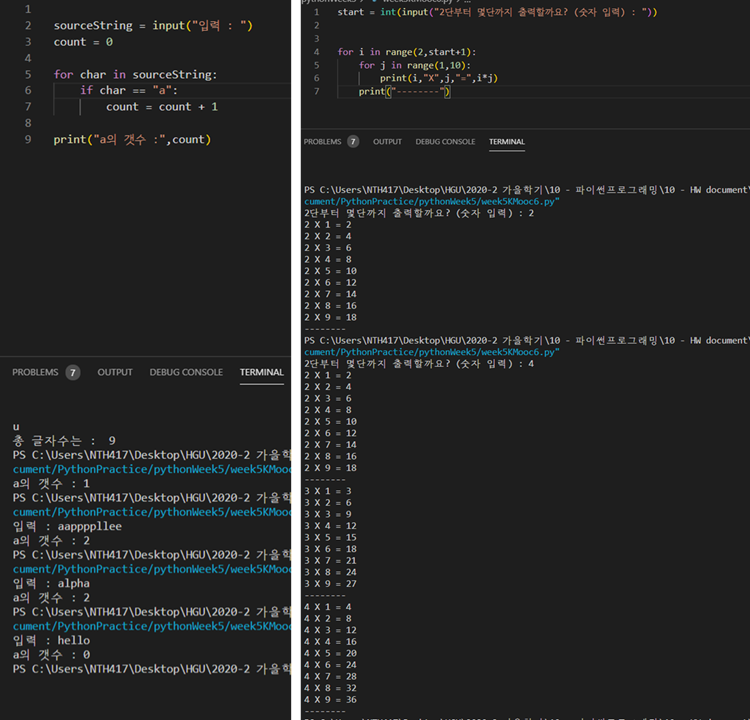 1
2 sourceString = input("입력 : ")
3 count = 0
4
5 for char in sourceString:
6 if char == "a":
7 count = count + 1
8
9 print("a의 갯수 :",count)
PROBLEMS 7 OUTPUT DEBUG CONSOLE TERMINAL
u
총 글자수는 : 9
PS C:\Users\NTH417\Desktop\HGU\2020-2 가을학
cument/PythonPractice/pythonWeek5/week5KMooc
a의 갯수 : 1
PS C:\Users\NTH417\Desktop\HGU\2020-2 가을학
cument/PythonPractice/pythonWeek5/week5KMooc
입력 : aappppllee
a의 갯수 : 2
PS C:\Users\NTH417\Desktop\HGU\2020-2 가을학
cument/PythonPractice/pythonWeek5/week5KMooc
입력 : alpha
a의 갯수 : 2
PS C:\Users\NTH417\Desktop\HGU\2020-2 가을학
cument/PythonPractice/pythonWeek5/week5KMooc
입력 : hello
a의 갯수 : 0
PS C:\Users\NTH417\Desktop\HGU\2020-2 가을학
1 start = int(input("2단부터 몇단까지 출력할까요? (숫자 입력) : "))
2
3
4 for i in range(2,start+1):
5 for j in range(1,10):
6 print(i,"X",j,"=",i*j)
7 print("--------")
PROBLEMS 7 OUTPUT DEBUG CONSOLE TERMINAL
PS C:\Users\NTH417\Desktop\HGU\2020-2 가을학기\10 - 파이썬프로그래밍\10 - HW document\
cument/PythonPractice/pythonWeek5/week5KMooc6.py"
2단부터 몇단까지 출력할까요? (숫자 입력) : 2
2 X 1 = 2
2 X 2 = 4
2 X 3 = 6
2 X 4 = 8
2 X 5 = 10
2 X 6 = 12
2 X 7 = 14
2 X 8 = 16
2 X 9 = 18
--------
PS C:\Users\NTH417\Desktop\HGU\2020-2 가을학기\10 - 파이썬프로그래밍\10 - HW document\
cument/PythonPractice/pythonWeek5/week5KMooc6.py"
2단부터 몇단까지 출력할까요? (숫자 입력) : 4
2 X 1 = 2
2 X 2 = 4
2 X 3 = 6
2 X 4 = 8
2 X 5 = 10
2 X 6 = 12
2 X 7 = 14
2 X 8 = 16
2 X 9 = 18
--------
3 X 1 = 3
3 X 2 = 6
3 X 3 = 9
3 X 4 = 12
3 X 5 = 15
3 X 6 = 18
3 X 7 = 21
3 X 8 = 24
3 X 9 = 27
--------
4 X 1 = 4
4 X 2 = 8
4 X 3 = 12
4 X 4 = 16
4 X 5 = 20
4 X 6 = 24
4 X 7 = 28
4 X 8 = 32
4 X 9 = 36
--------